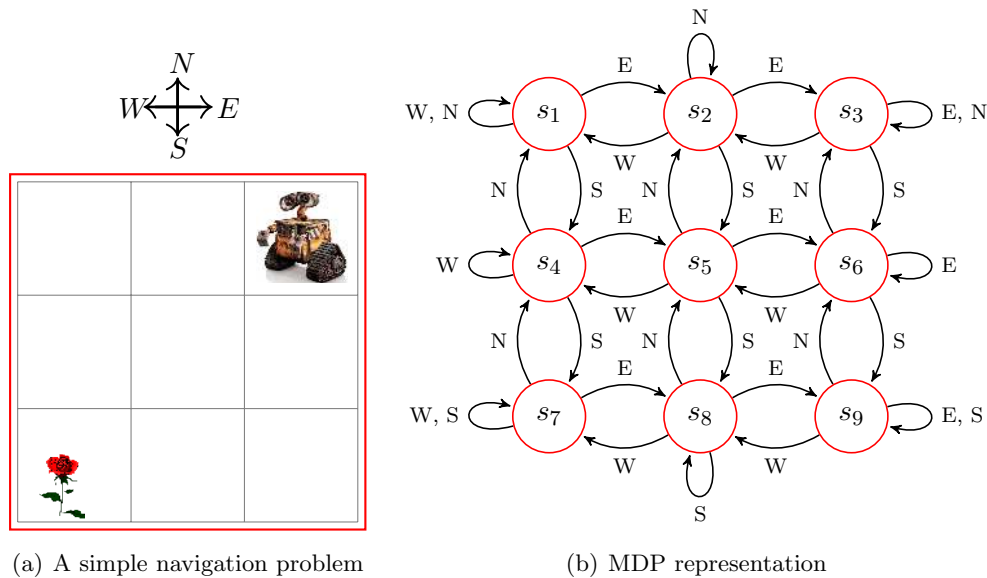 N
W E
S
(a) A simple navigation problem
N
E E
W, N s1 s2 s3 E, N
W W
N S N S N S
E E
W s4 s5 s6 E
W W
N S N S N S
E E
W, S s7 s8 s9 E, S
W W
S
(b) MDP representation